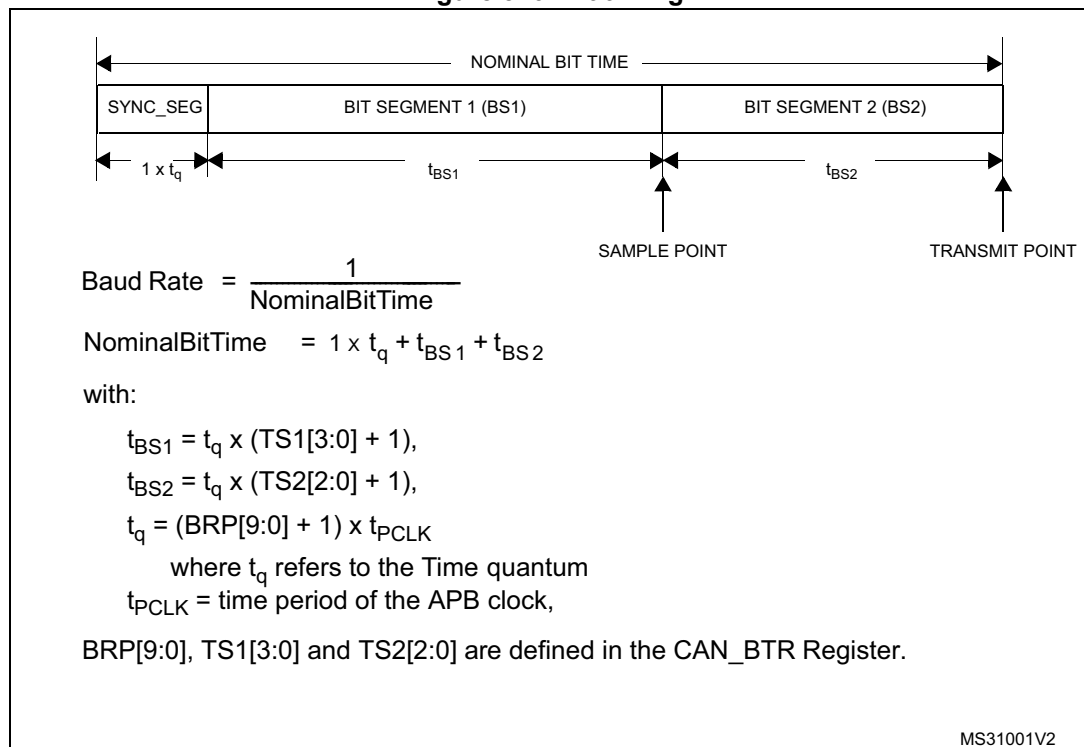 NOMINAL BIT TIME
SYNC_SEG BIT SEGMENT 1 (BS1) BIT SEGMENT 2 (BS2)
1 x tq tBS1 tBS2
SAMPLE POINT TRANSMIT POINT
Baud Rate = 1
NominalBitTime
NominalBitTime = 1 × tq + tBS1 + tBS2
with:
tBS1 = tq x (TS1[3:0] + 1),
tBS2 = tq x (TS2[2:0] + 1),
tq = (BRP[9:0] + 1) x tPCLK
where tq refers to the Time quantum
tPCLK = time period of the APB clock,
BRP[9:0], TS1[3:0] and TS2[2:0] are defined in the CAN_BTR Register.
MS31001V2